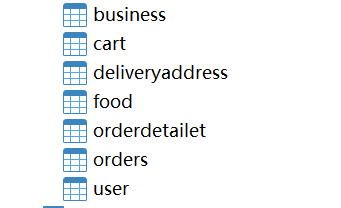 business
cart
deliveryaddress
food
orderdetailet
orders
user